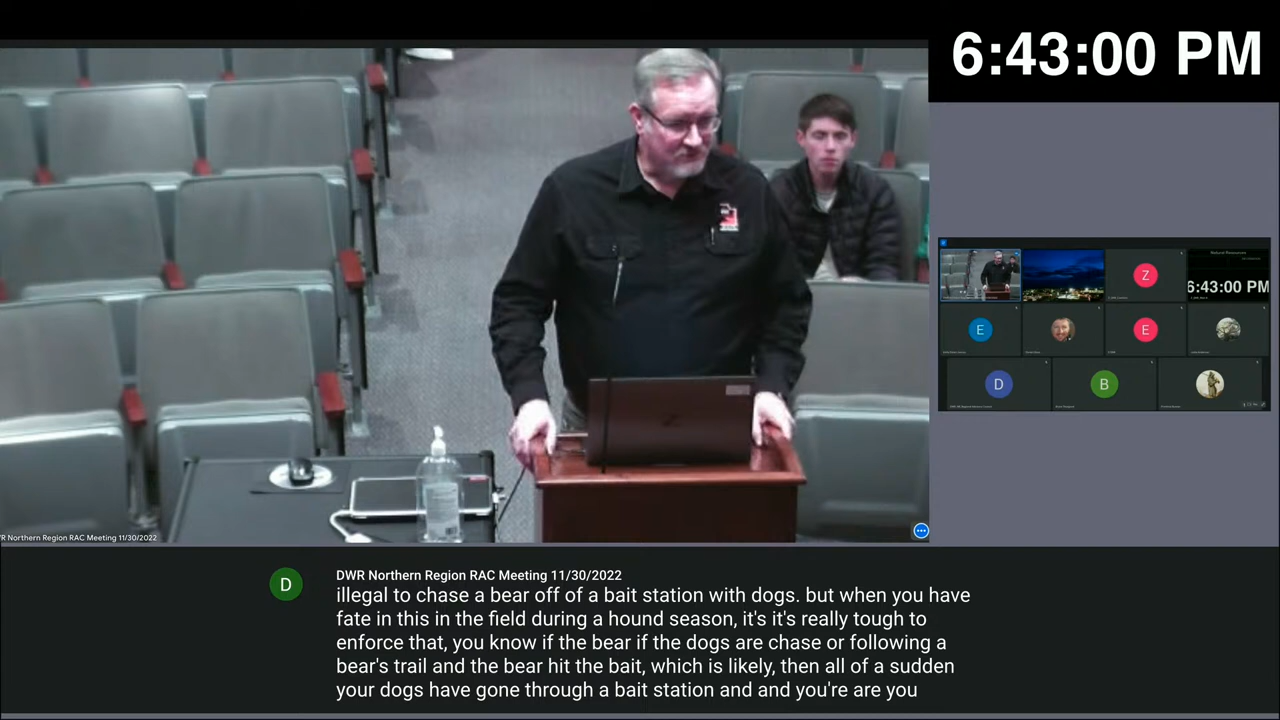 6:43:00 PM
Natural Resources
6:43:00 PM
Z
E
E
D
B
R Northern Region RAC Meeting 11/30/2022
D
DWR Northern Region RAC Meeting 11/30/2022
illegal to chase a bear off of a bait station with dogs. but when you have
fate in this in the field during a hound season, it's it's really tough to
enforce that, you know if the bear if the dogs are chase or following a
bear's trail and the bear hit the bait, which is likely, then all of a sudden
your dogs have gone through a bait station and and you're are you